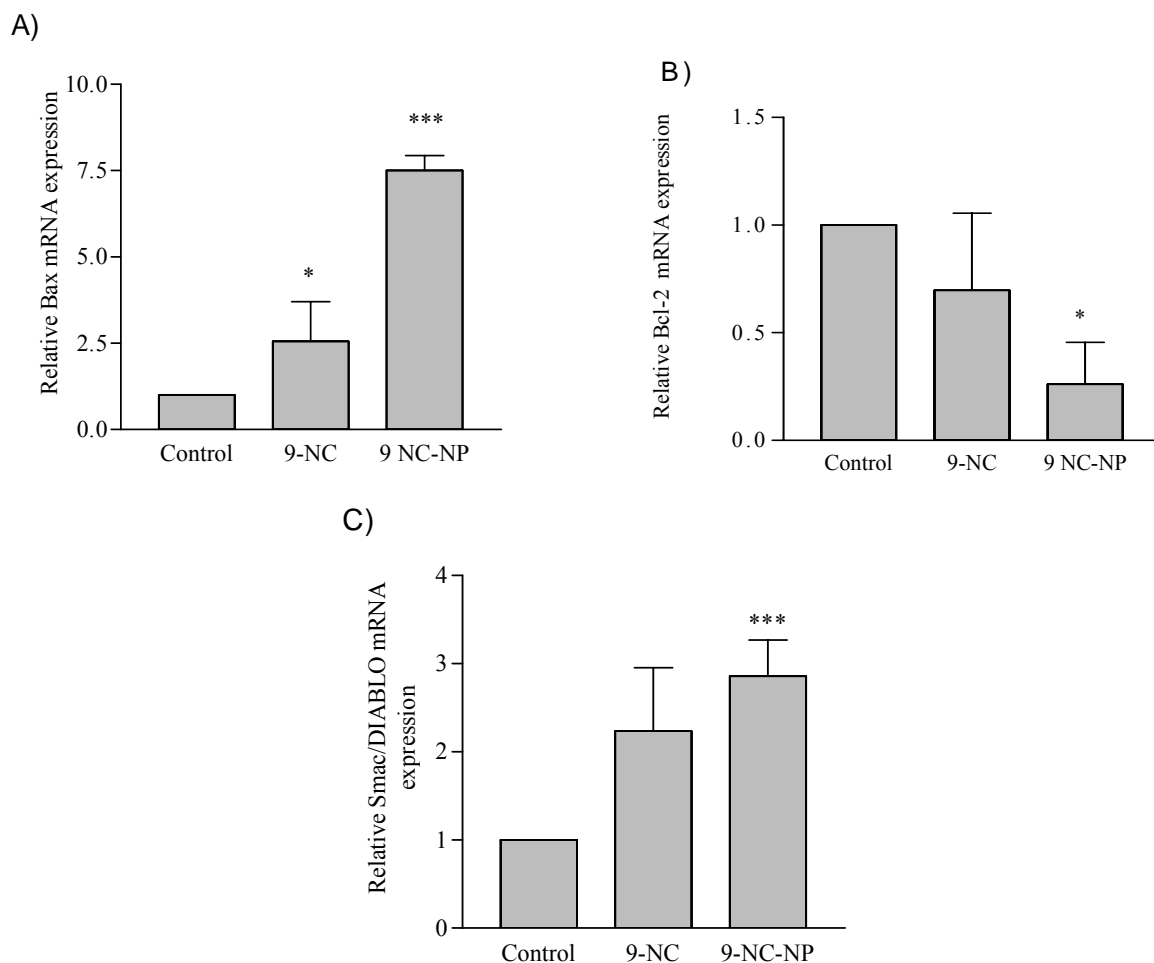 A)
Relative Bax mRNA expression
10.0
7.5
5.0
2.5
0.0
*
***
Control 9-NC 9 NC-NP
B)
Relative Bcl-2 mRNA expression
1.5
1.0
0.5
0.0
*
Control 9-NC 9 NC-NP
C)
Relative Smac/DIABLO mRNA
expression
4
3
2
1
0
***
Control 9-NC 9-NC-NP